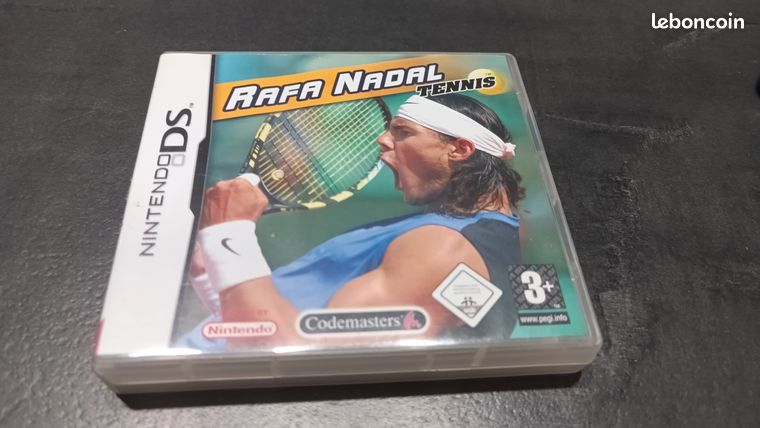 leboncoin
RAFA NADAL
TENNIS
NINTENDO DS
Nintendo
Codemasters
3+
www.pegi.info